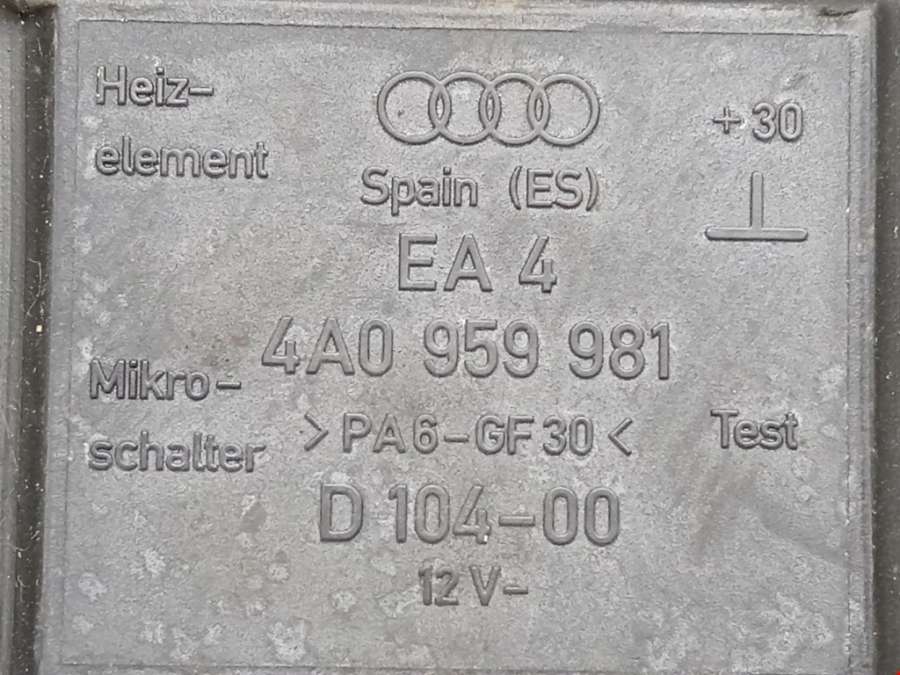 Heiz-
element
Spain (ES)
EA 4
4A0 959 981
Mikro-
schalter
>PA6-GF30<
D 104-00
12 V-
+30
Test